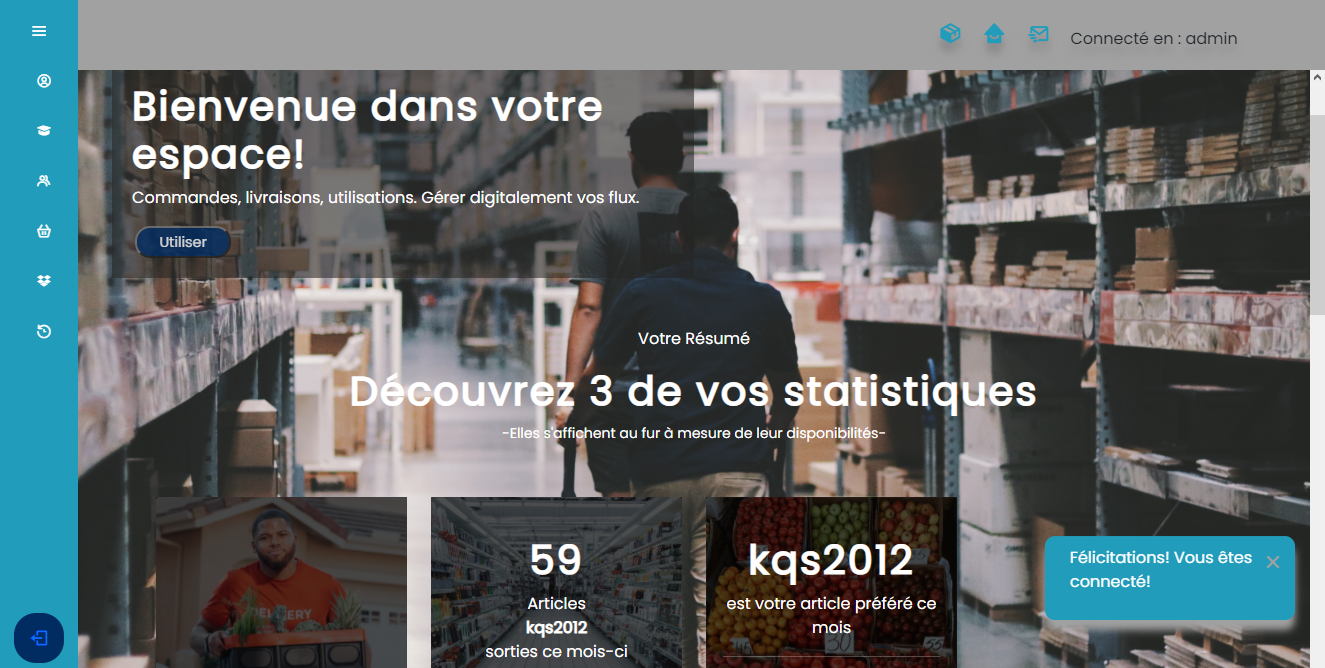 Connecté en : admin
Bienvenue dans votre
espace!
Commandes, livraisons, utilisations. Gérer digitalement vos flux.
Utiliser
Votre Résumé
Découvrez 3 de vos statistiques
-Elles s'affichent au fur à mesure de leur disponibilités-
DELIVERY
59
Articles
kqs2012
sorties ce mois-ci
kqs2012
est votre article préféré ce
mois
Félicitations! Vous êtes
connecté!